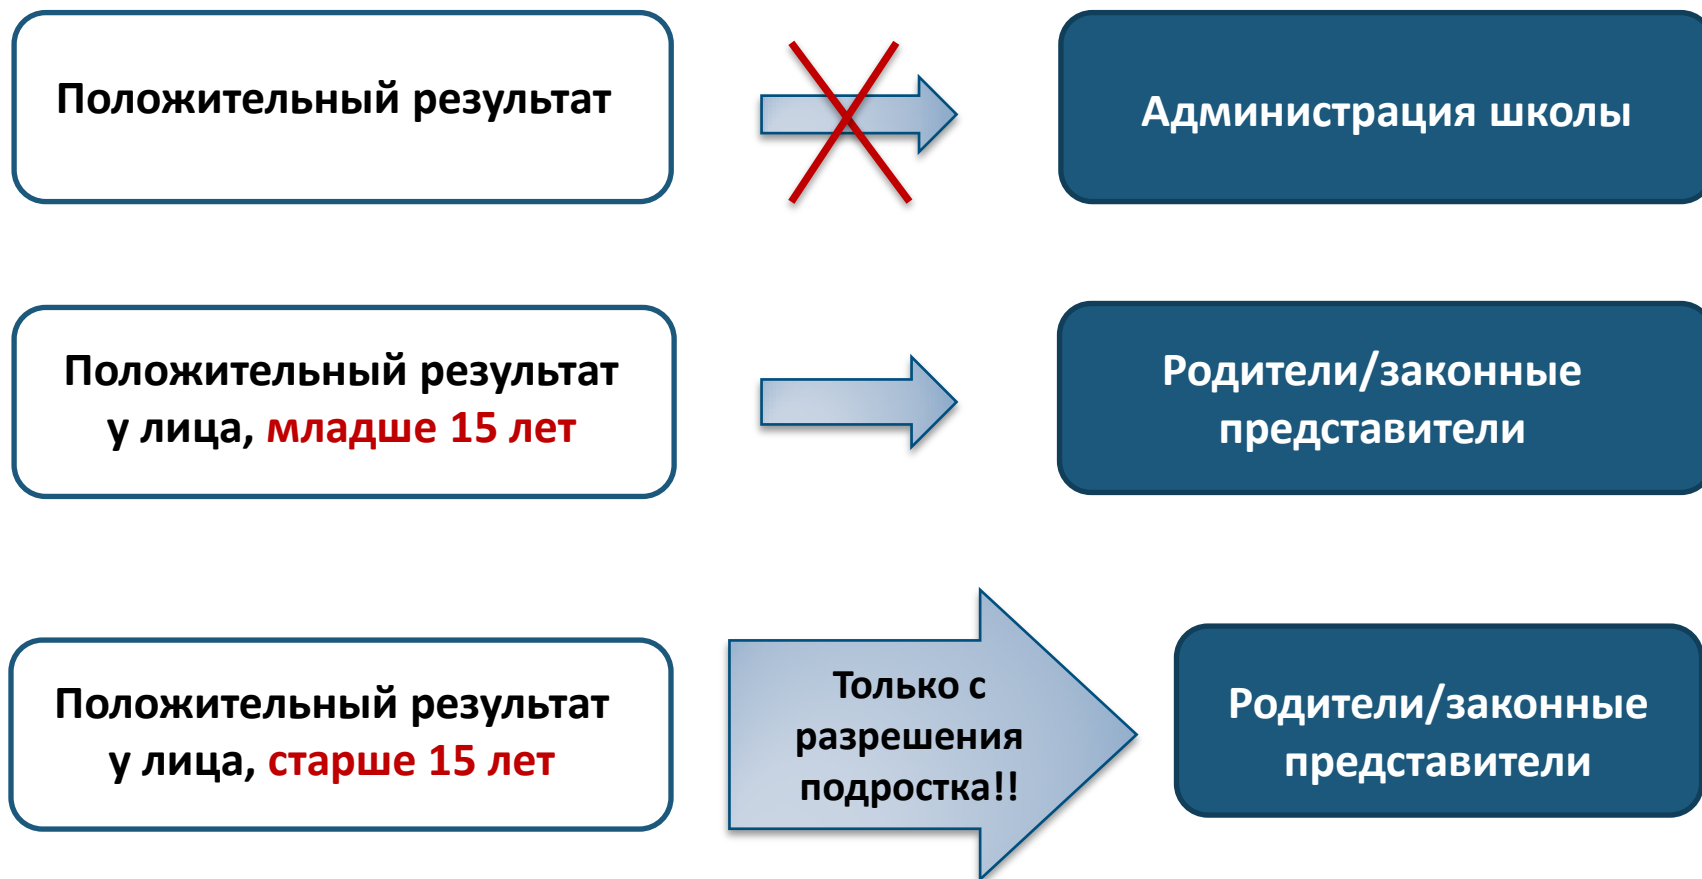 Положительный результат
Администрация школы
Положительный результат
у лица, младше 15 лет
Родители/законные
представители
Положительный результат
у лица, старше 15 лет
Только с
разрешения
подростка!!
Родители/законные
представители